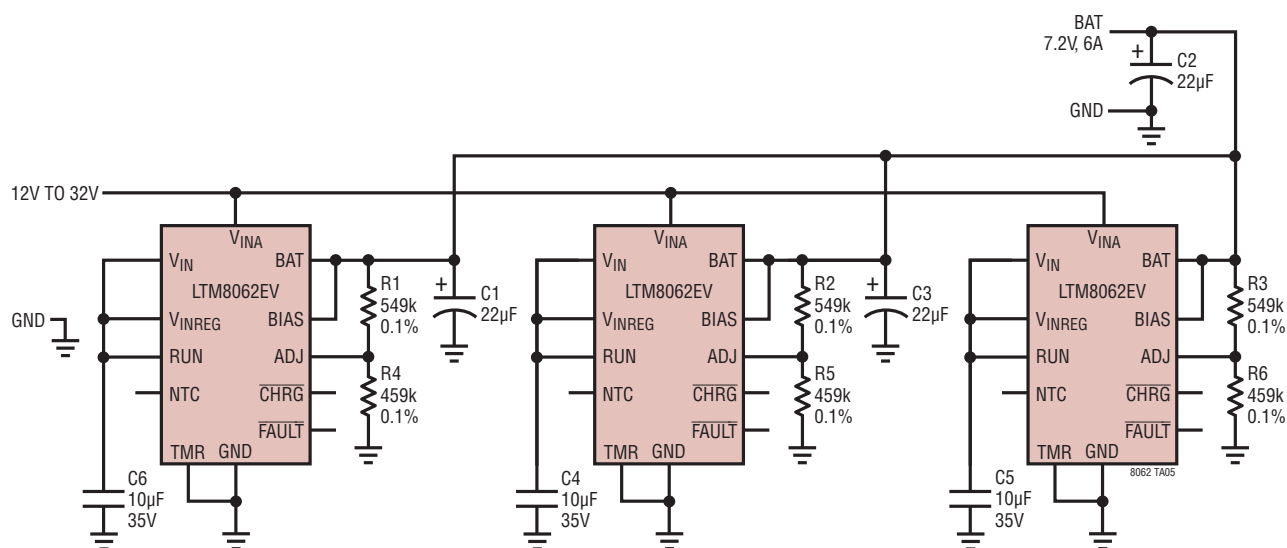 BAT
7.2V, 6A
+
C2
22µF
GND
12V TO 32V
GND
VINA
VIN
BAT
LTM8062EV
VINREG
BIAS
RUN
ADJ
NTC
CHRG
FAULT
TMR
GND
R1
549k
0.1%
R4
459k
0.1%
+
C1
22µF
C6
10µF
35V
VINA
VIN
BAT
LTM8062EV
VINREG
BIAS
RUN
ADJ
NTC
CHRG
FAULT
TMR
GND
R2
549k
0.1%
R5
459k
0.1%
+
C3
22µF
C4
10µF
35V
VINA
VIN
BAT
LTM8062EV
VINREG
BIAS
RUN
ADJ
NTC
CHRG
FAULT
TMR
GND
R3
549k
0.1%
R6
459k
0.1%
C5
10µF
35V
8062 TA05